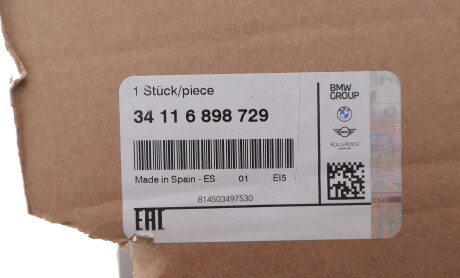 1 Stück/piece
34 11 6 898 729
Made in Spain - ES 01 EI5
814503497530
EAC
BMW
GROUP
MINI
ROLLS-ROYCE